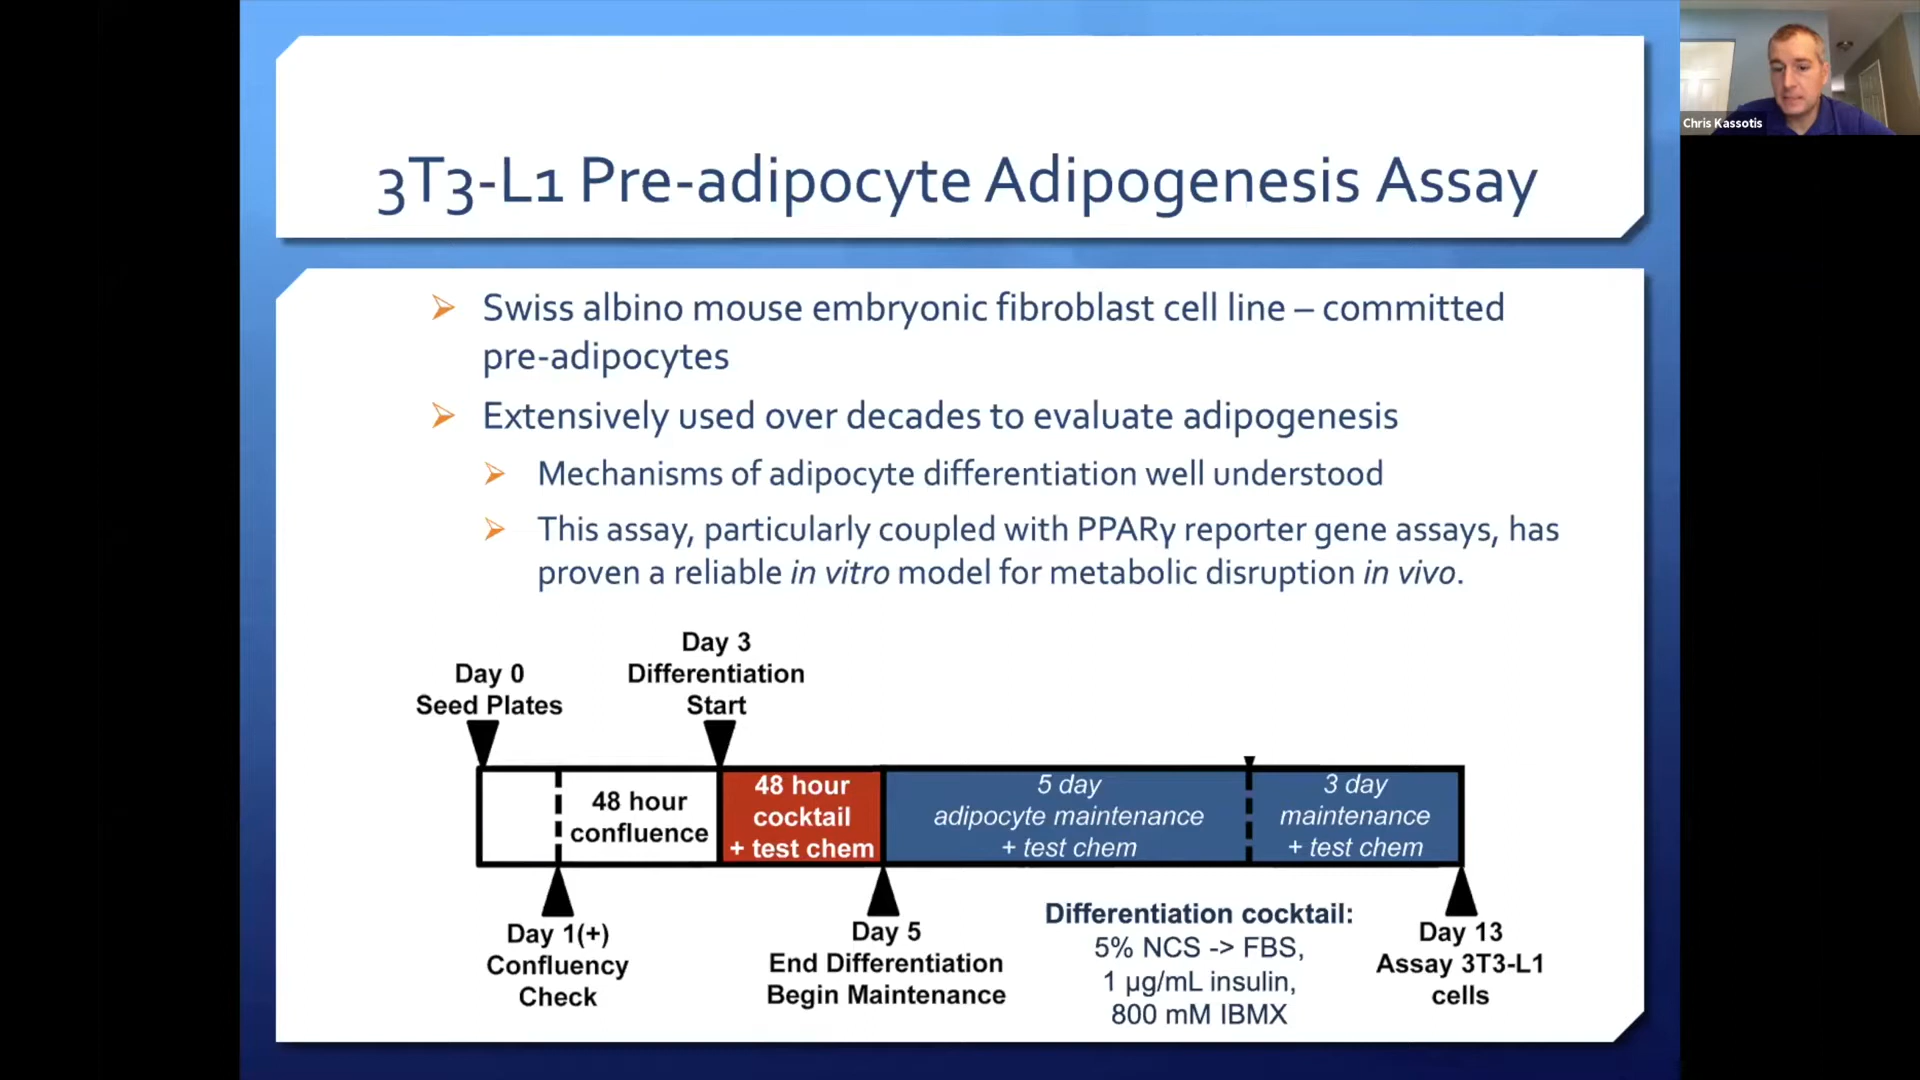 3T3-L1 Pre-adipocyte Adipogenesis Assay
Swiss albino mouse embryonic fibroblast cell line – committed
pre-adipocytes
Extensively used over decades to evaluate adipogenesis
Mechanisms of adipocyte differentiation well understood
This assay, particularly coupled with PPARγ reporter gene assays, has
proven a reliable in vitro model for metabolic disruption in vivo.
Day 0
Seed Plates
Day 3
Differentiation
Start
48 hour
confluence
48 hour
cocktail
+ test chem
5 day
adipocyte maintenance
+ test chem
3 day
maintenance
+ test chem
Day 1(+)
Confluency
Check
Day 5
End Differentiation
Begin Maintenance
Differentiation cocktail:
5% NCS -> FBS,
1 µg/mL insulin,
800 mM IBMX
Day 13
Assay 3T3-L1
cells
Chris Kassotis